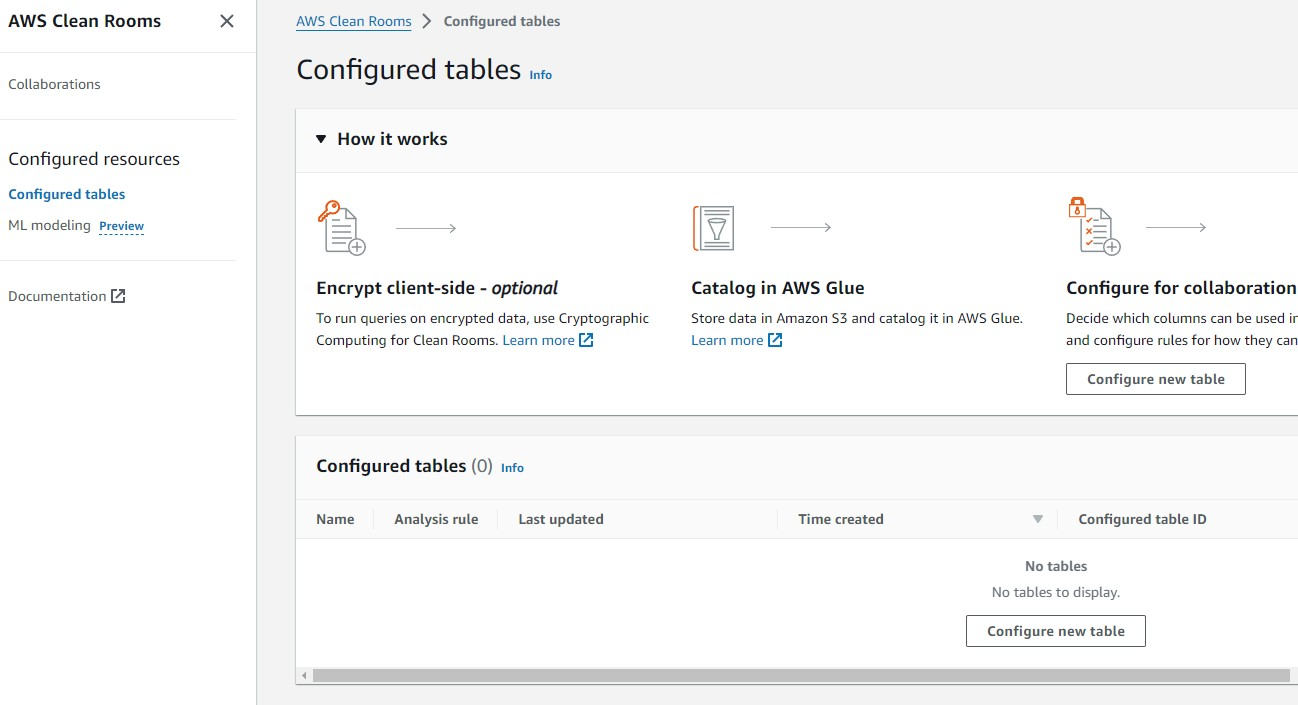 AWS Clean Rooms
Collaborations
Configured resources
Configured tables
ML modeling Preview
Documentation
AWS Clean Rooms > Configured tables
Configured tables Info
How it works
Encrypt client-side - optional
To run queries on encrypted data, use Cryptographic
Computing for Clean Rooms. Learn more
Catalog in AWS Glue
Store data in Amazon S3 and catalog it in AWS Glue.
Learn more
Configure for collaboration
Decide which columns can be used in
and configure rules for how they can
Configure new table
Configured tables (0) Info
Name Analysis rule Last updated Time created Configured table ID
No tables
No tables to display.
Configure new table